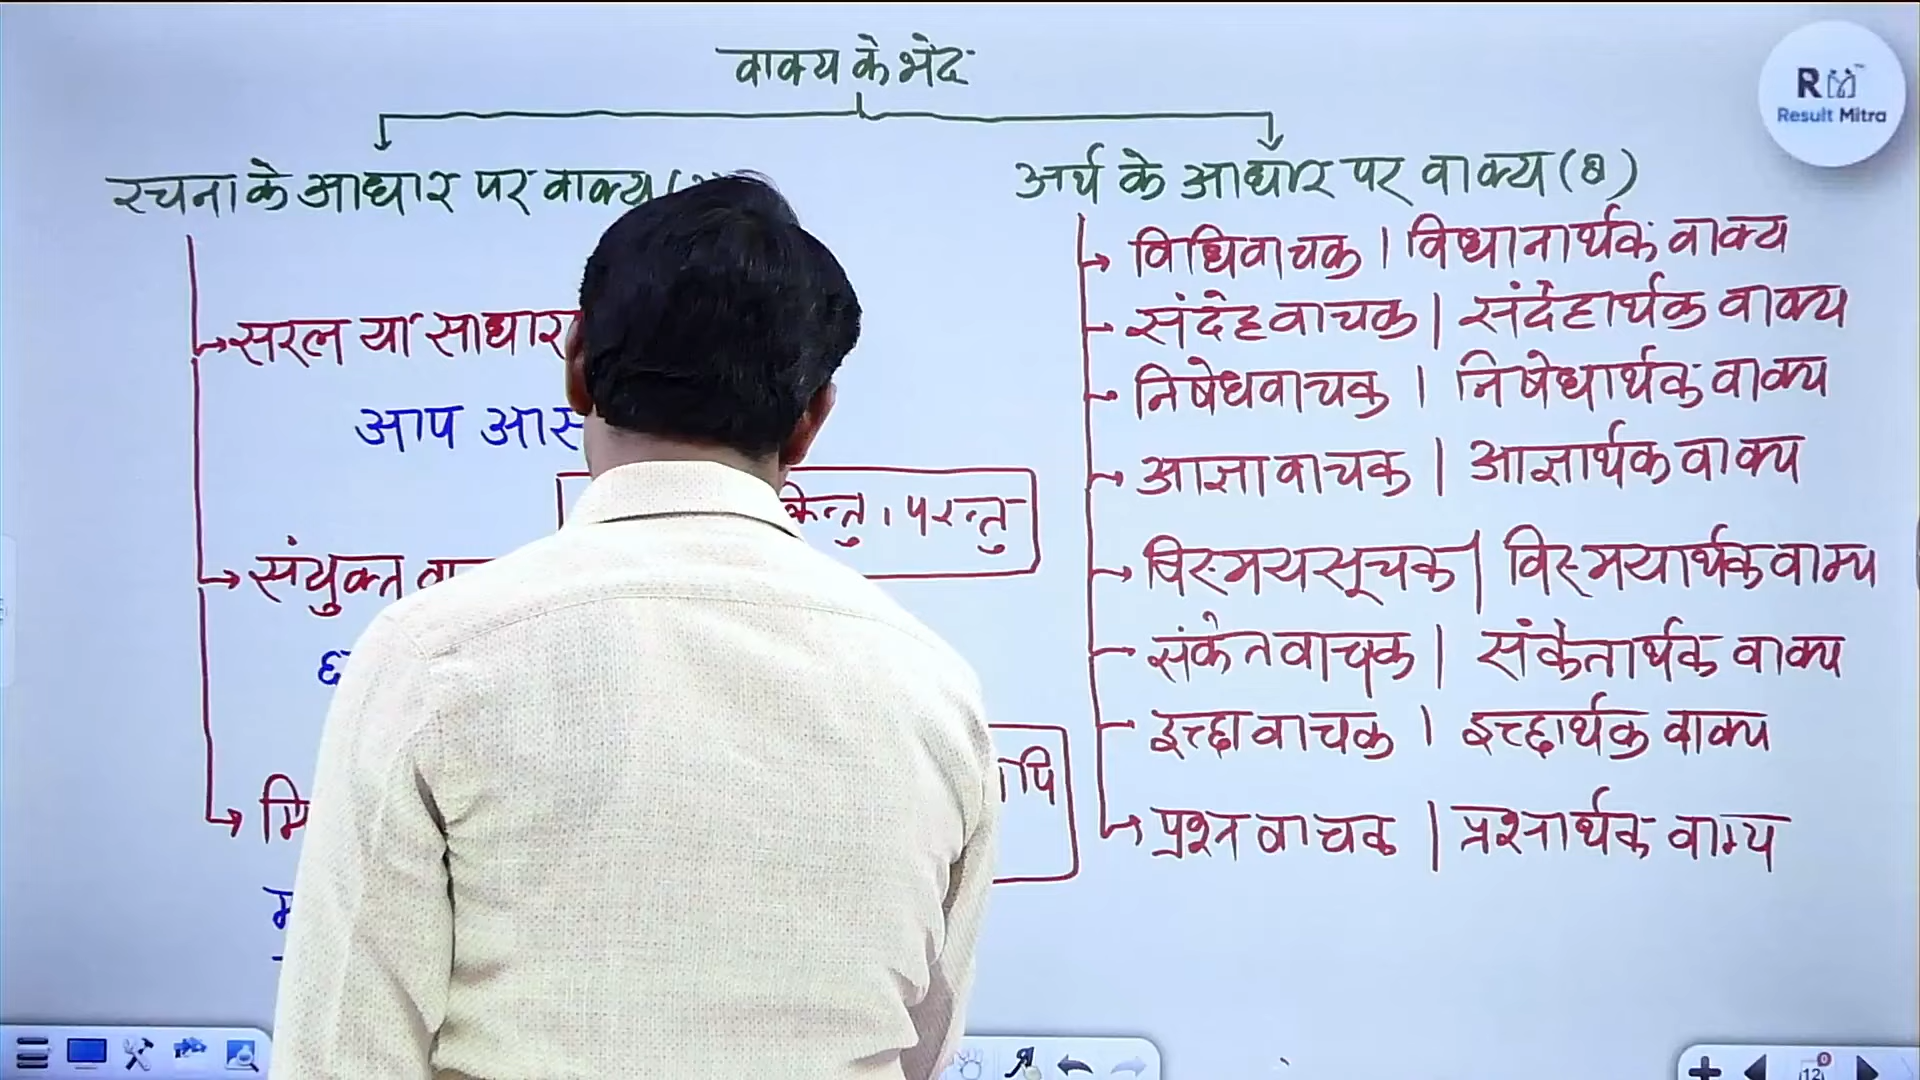 वाक्य के भेद
रचना के आधार पर वाक्य
सरल या साधार
आप आस
किन्तु, परन्तु
संयुक्त वा
मि
अर्थ के आधार पर वाक्य (8)
विधिवाचक | विधानार्थक वाक्य
संदेहवाचक | संदेहार्थक वाक्य
निषेधवाचक | निषेधार्थक वाक्य
आज्ञावाचक | आज्ञार्थक वाक्य
विस्मयसूचक | विस्मयार्थक वाक्य
संकेतवाचक | संकेतार्थक वाक्य
इच्छावाचक | इच्छार्थक वाक्य
प्रश्नवाचक | प्रश्नार्थक वाक्य
RM
Result Mitra